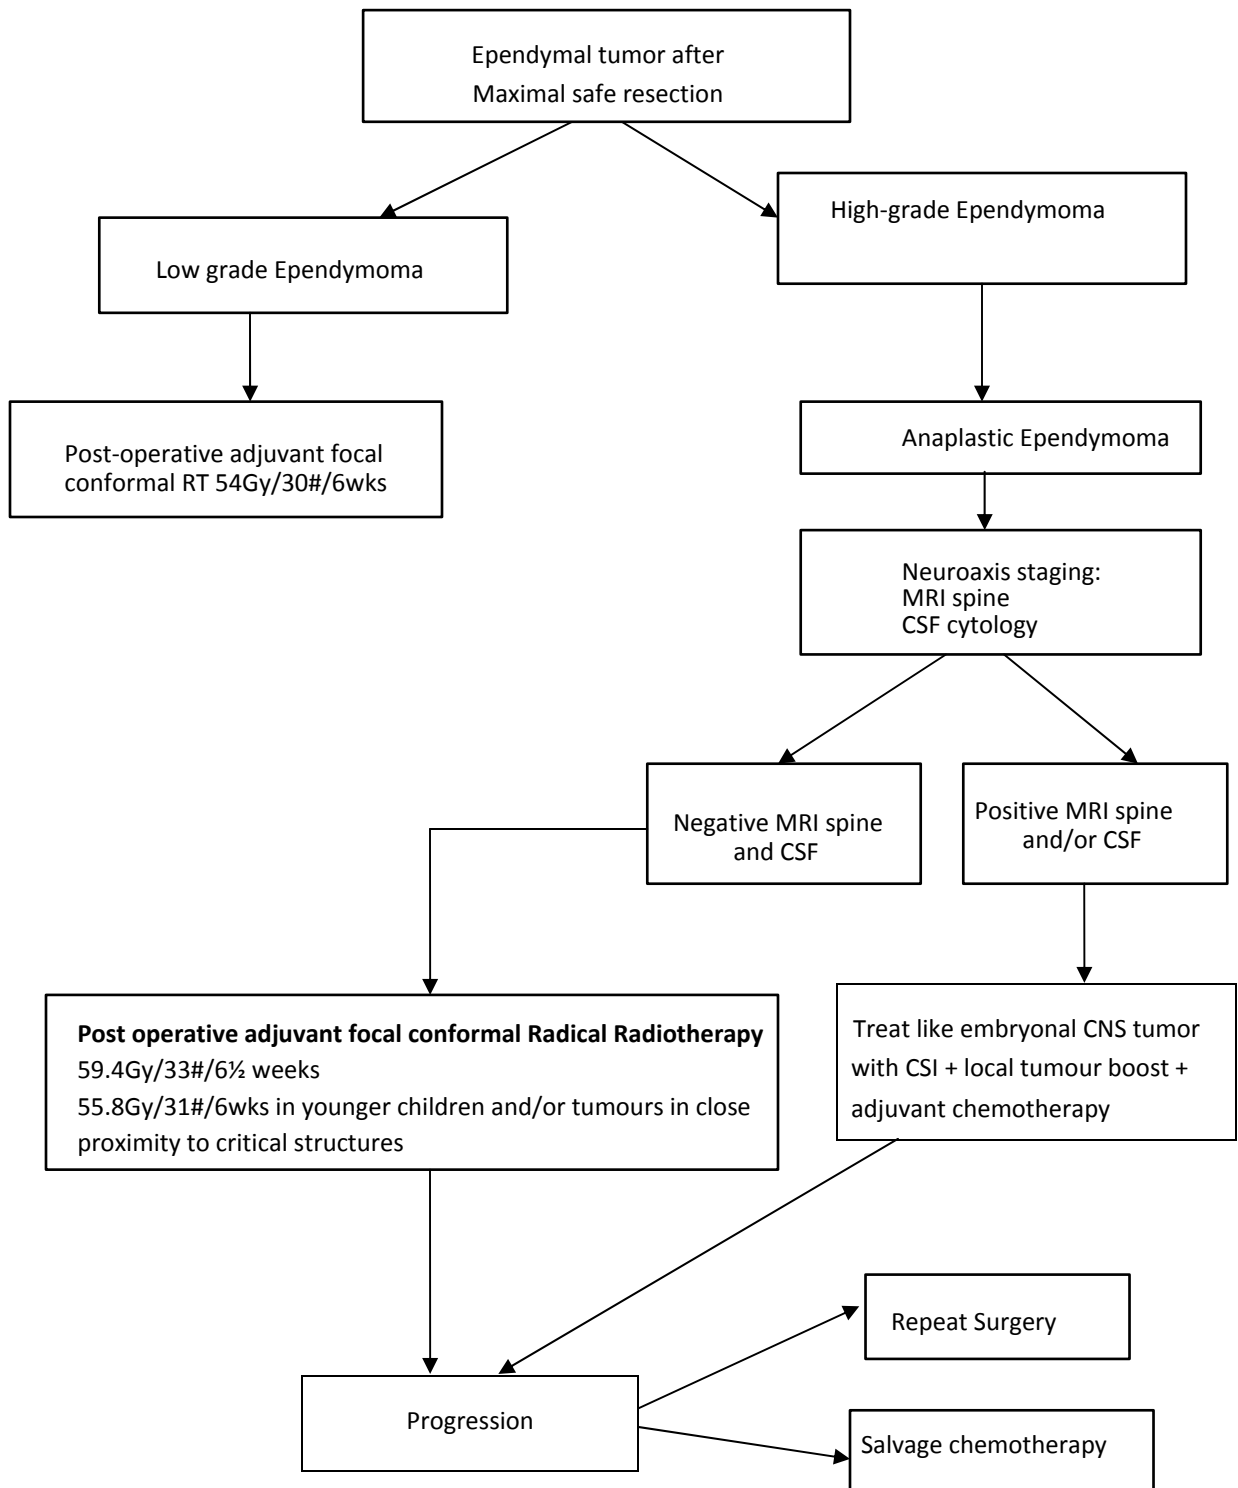 Ependymal tumor after
Maximal safe resection
High-grade Ependymoma
Low grade Ependymoma
Post-operative adjuvant focal
conformal RT 54Gy/30#/6wks
Anaplastic Ependymoma
Neuroaxis staging:
MRI spine
CSF cytology
Negative MRI spine
and CSF
Positive MRI spine
and/or CSF
Post operative adjuvant focal conformal Radical Radiotherapy
59.4Gy/33#/6½ weeks
55.8Gy/31#/6wks in younger children and/or tumours in close
proximity to critical structures
Treat like embryonal CNS tumor
with CSI + local tumour boost +
adjuvant chemotherapy
Repeat Surgery
Progression
Salvage chemotherapy